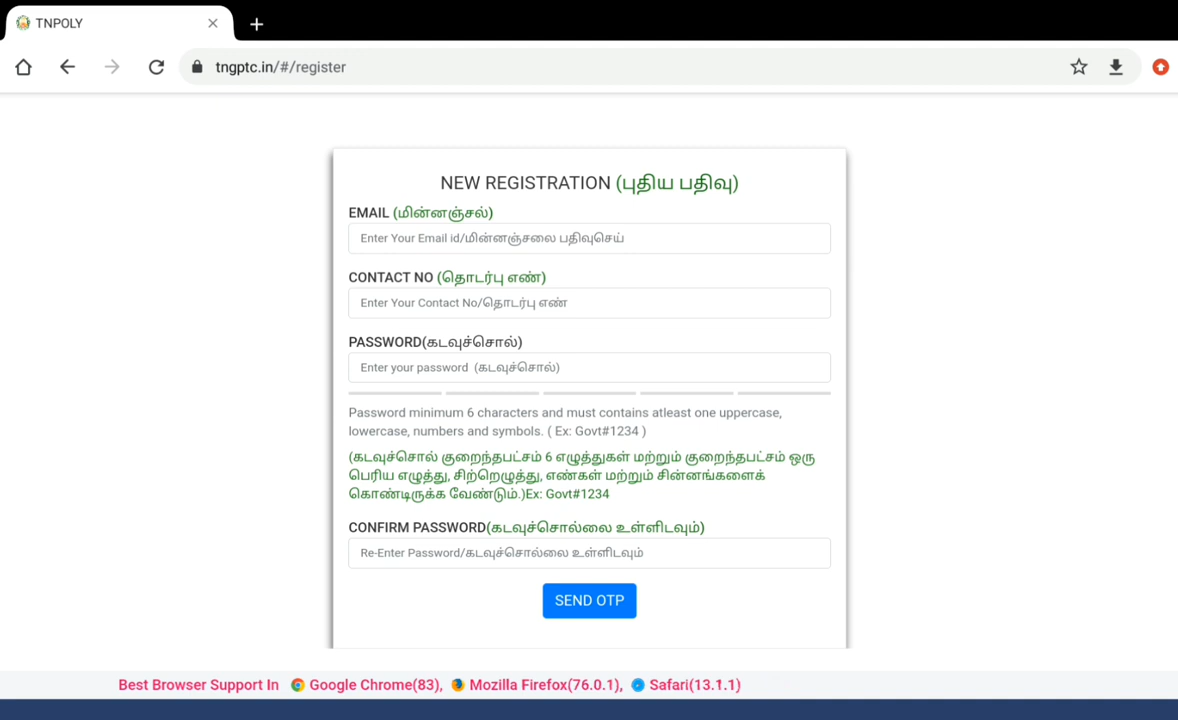 TNPOLY
tngptc.in/#/register
NEW REGISTRATION (புதிய பதிவு)
EMAIL (மின்னஞ்சல்)
Enter Your Email id/மின்னஞ்சலை பதிவுசெய்
CONTACT NO (தொடர்பு எண்)
Enter Your Contact No/தொடர்பு எண்
PASSWORD(கடவுச்சொல்)
Enter your password (கடவுச்சொல்)
Password minimum 6 characters and must contains atleast one uppercase,
lowercase, numbers and symbols. ( Ex: Govt#1234 )
(கடவுச்சொல் குறைந்தபட்சம் 6 எழுத்துகள் மற்றும் குறைந்தபட்சம் ஒரு
பெரிய எழுத்து, சிற்றெழுத்து, எண்கள் மற்றும் சின்னங்களைக்
கொண்டிருக்க வேண்டும்.)Ex: Govt#1234
CONFIRM PASSWORD(கடவுச்சொல்லை உள்ளிடவும்)
Re-Enter Password/கடவுச்சொல்லை உள்ளிடவும்
SEND OTP
Best Browser Support In Google Chrome(83), Mozilla Firefox(76.0.1), Safari(13.1.1)